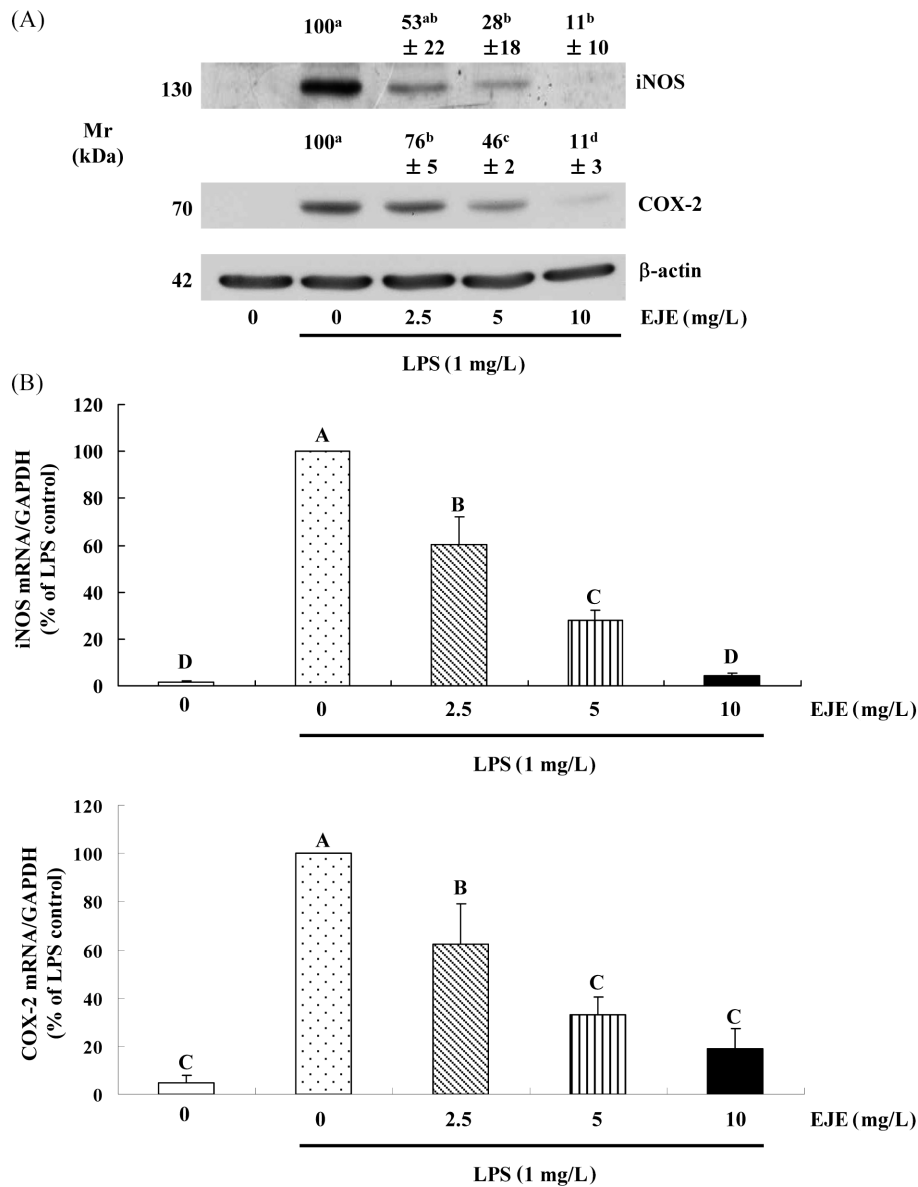 (A)
100ᵃ 53ᵃᵇ 28ᵇ 11ᵇ
± 22 ±18 ± 10
130 iNOS
Mr
(kDa)
100ᵃ 76ᵇ 46ᶜ 11ᵈ
± 5 ± 2 ± 3
70 COX-2
42 β-actin
0 0 2.5 5 10 EJE (mg/L)
LPS (1 mg/L)
(B)
iNOS mRNA/GAPDH
(% of LPS control)
120
100
80
60
40
20
0
D A B C D
0 0 2.5 5 10 EJE (mg/L)
LPS (1 mg/L)
COX-2 mRNA/GAPDH
(% of LPS control)
120
100
80
60
40
20
0
C A B C C
0 0 2.5 5 10 EJE (mg/L)
LPS (1 mg/L)